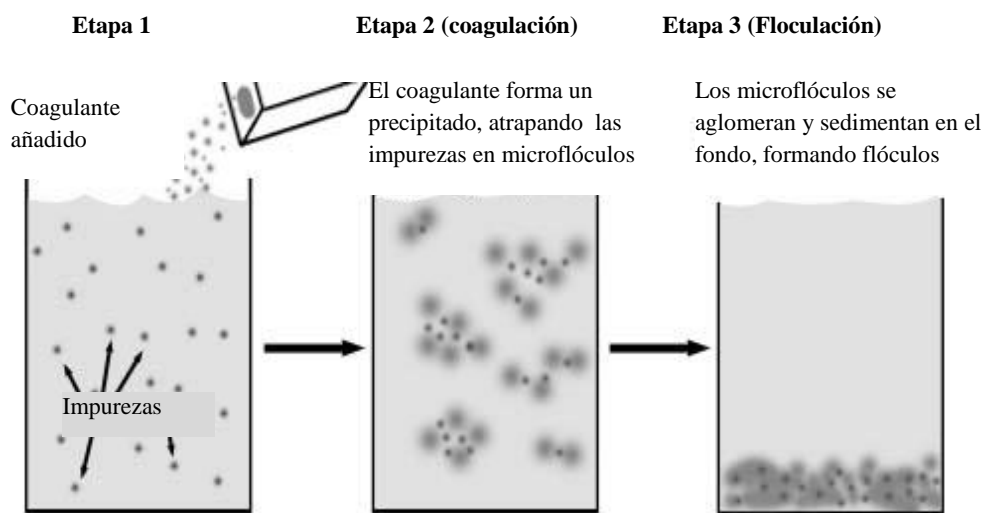 Etapa 1
Etapa 2 (coagulación)
Etapa 3 (Floculación)
Coagulante
añadido
El coagulante forma un
precipitado, atrapando las
impurezas en microflóculos
Los microflóculos se
aglomeran y sedimentan en el
fondo, formando flóculos
Impurezas